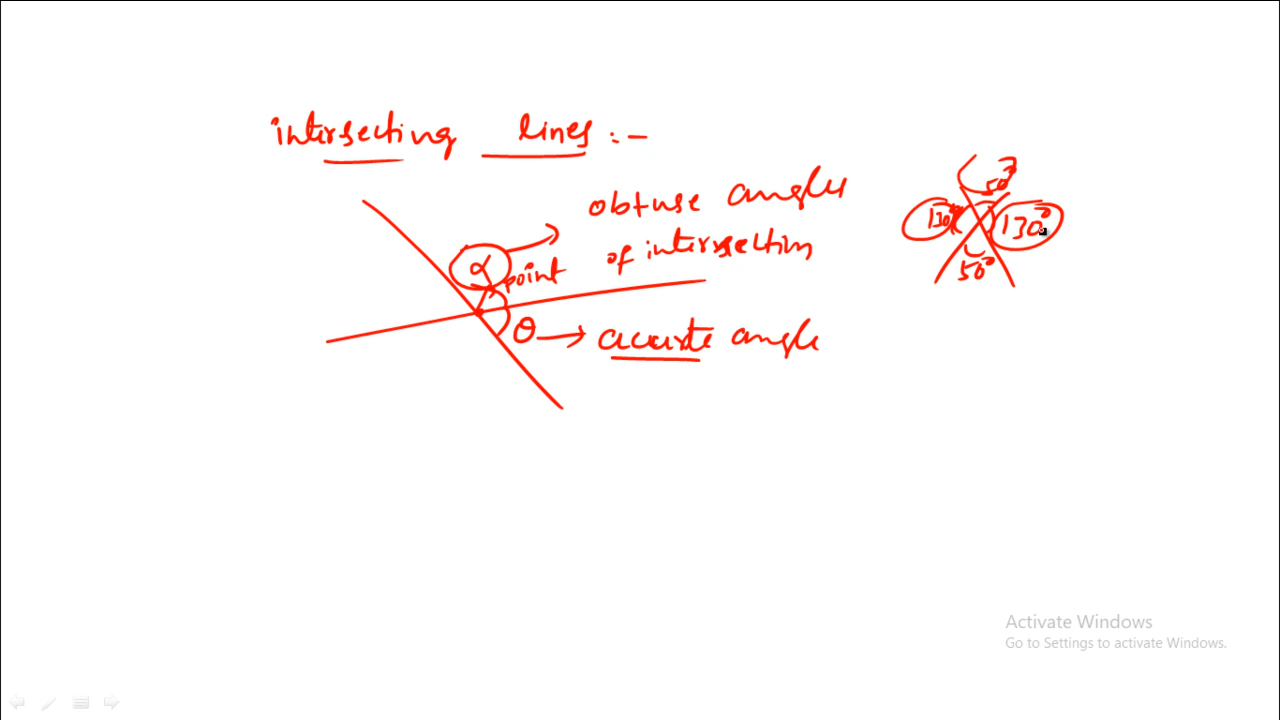 intersecting lines :-
obtuse angles
of intersection
α
point
θ → acuute angle
50°
130°
130°
50°
Activate Windows
Go to Settings to activate Windows.